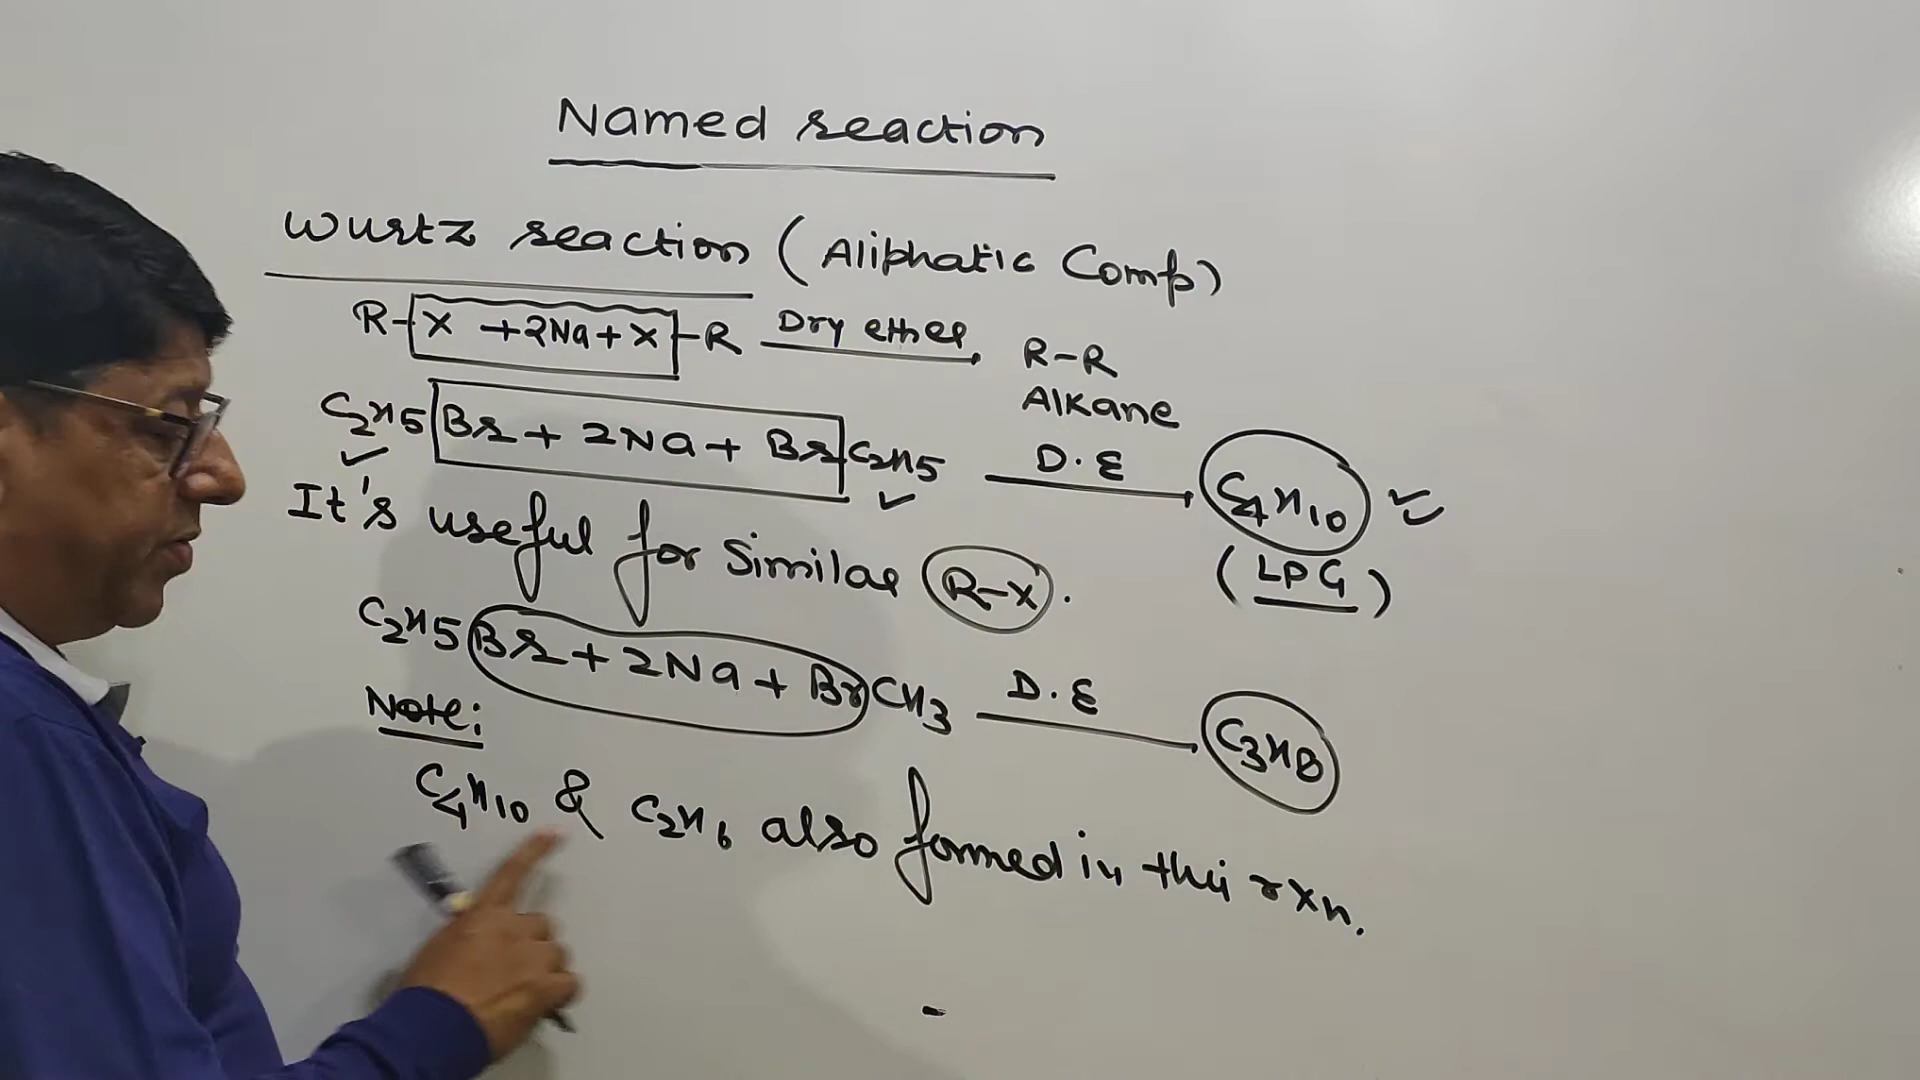 Named reaction
Wurtz reaction (Aliphatic Comp)
R-X + 2Na + X-R Dry ether R-R
Alkane
C2H5 Br + 2Na + Br C2H5 D.E C4H10
(LPG)
It's useful for Similar R-X.
C2H5 Br + 2Na + Br CH3 D.E C3H8
Note:
C4H10 & C2H6 also formed in this rxn.